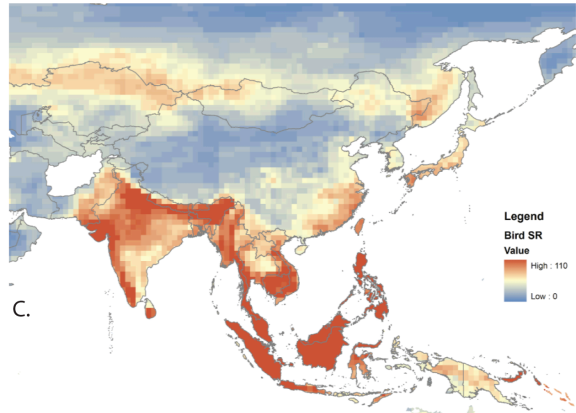 Legend
Bird SR
Value
High : 110
Low : 0
C.